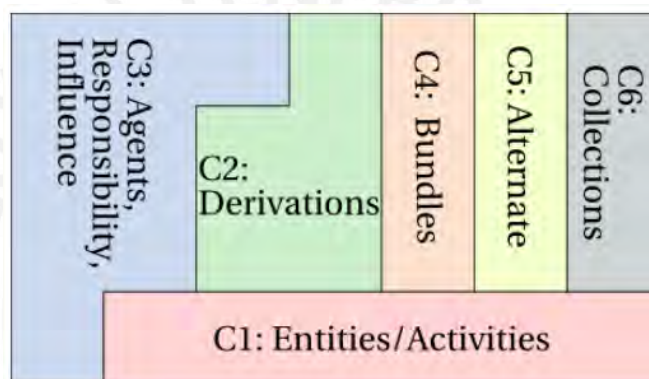 C3: Agents,
Responsibility,
Influence
C2:
Derivations
C4: Bundles
C5: Alternate
C6:
Collections
C1: Entities/Activities